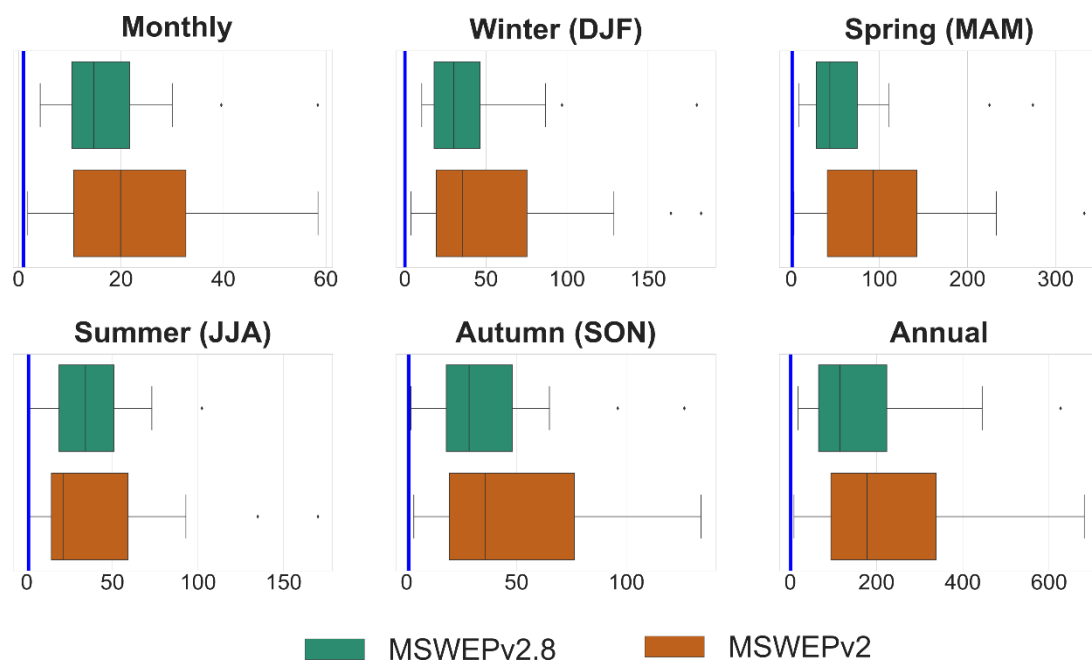 Monthly
Winter (DJF)
Spring (MAM)
0 20 40 60
0 50 100 150
0 100 200 300
Summer (JJA)
Autumn (SON)
Annual
0 50 100 150
0 50 100
0 200 400 600
MSWEPv2.8
MSWEPv2